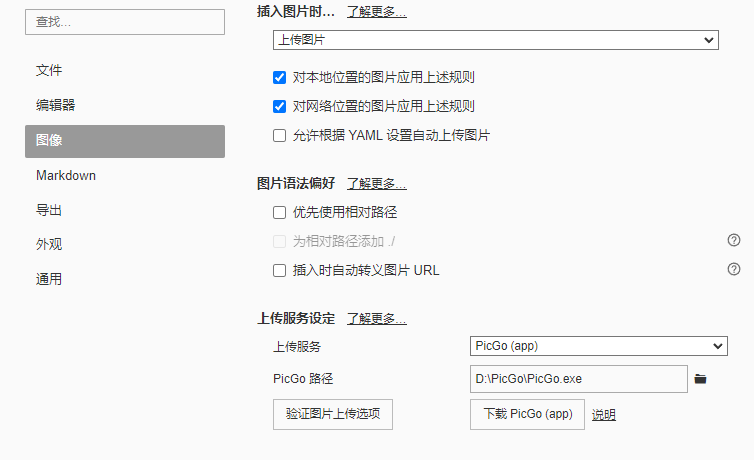 查找...
文件
编辑器
图像
Markdown
导出
外观
通用
插入图片时... 了解更多...
上传图片
对本地位置的图片应用上述规则
对网络位置的图片应用上述规则
允许根据 YAML 设置自动上传图片
图片语法偏好 了解更多...
优先使用相对路径
为相对路径添加 ./
插入时自动转义图片 URL
上传服务设定 了解更多...
上传服务 PicGo (app)
PicGo 路径 D:\PicGo\PicGo.exe
验证图片上传选项 下载 PicGo (app) 说明